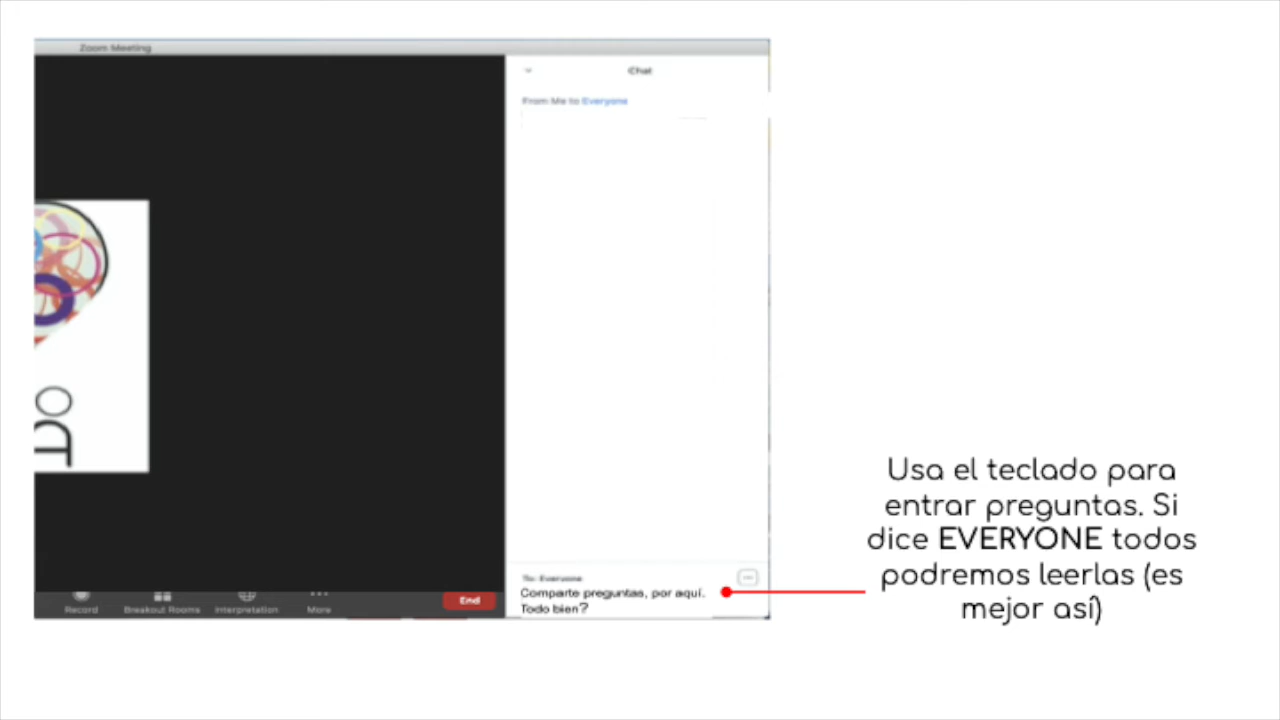 Zoom Meeting
Chat
From Me to Everyone
DO
Usa el teclado para
entrar preguntas. Si
dice EVERYONE todos
podremos leerlas (es
mejor así)
To: Everyone
Comparte preguntas, por aquí.
Todo bien?
Record
Breakout Rooms
Interpretation
More
End